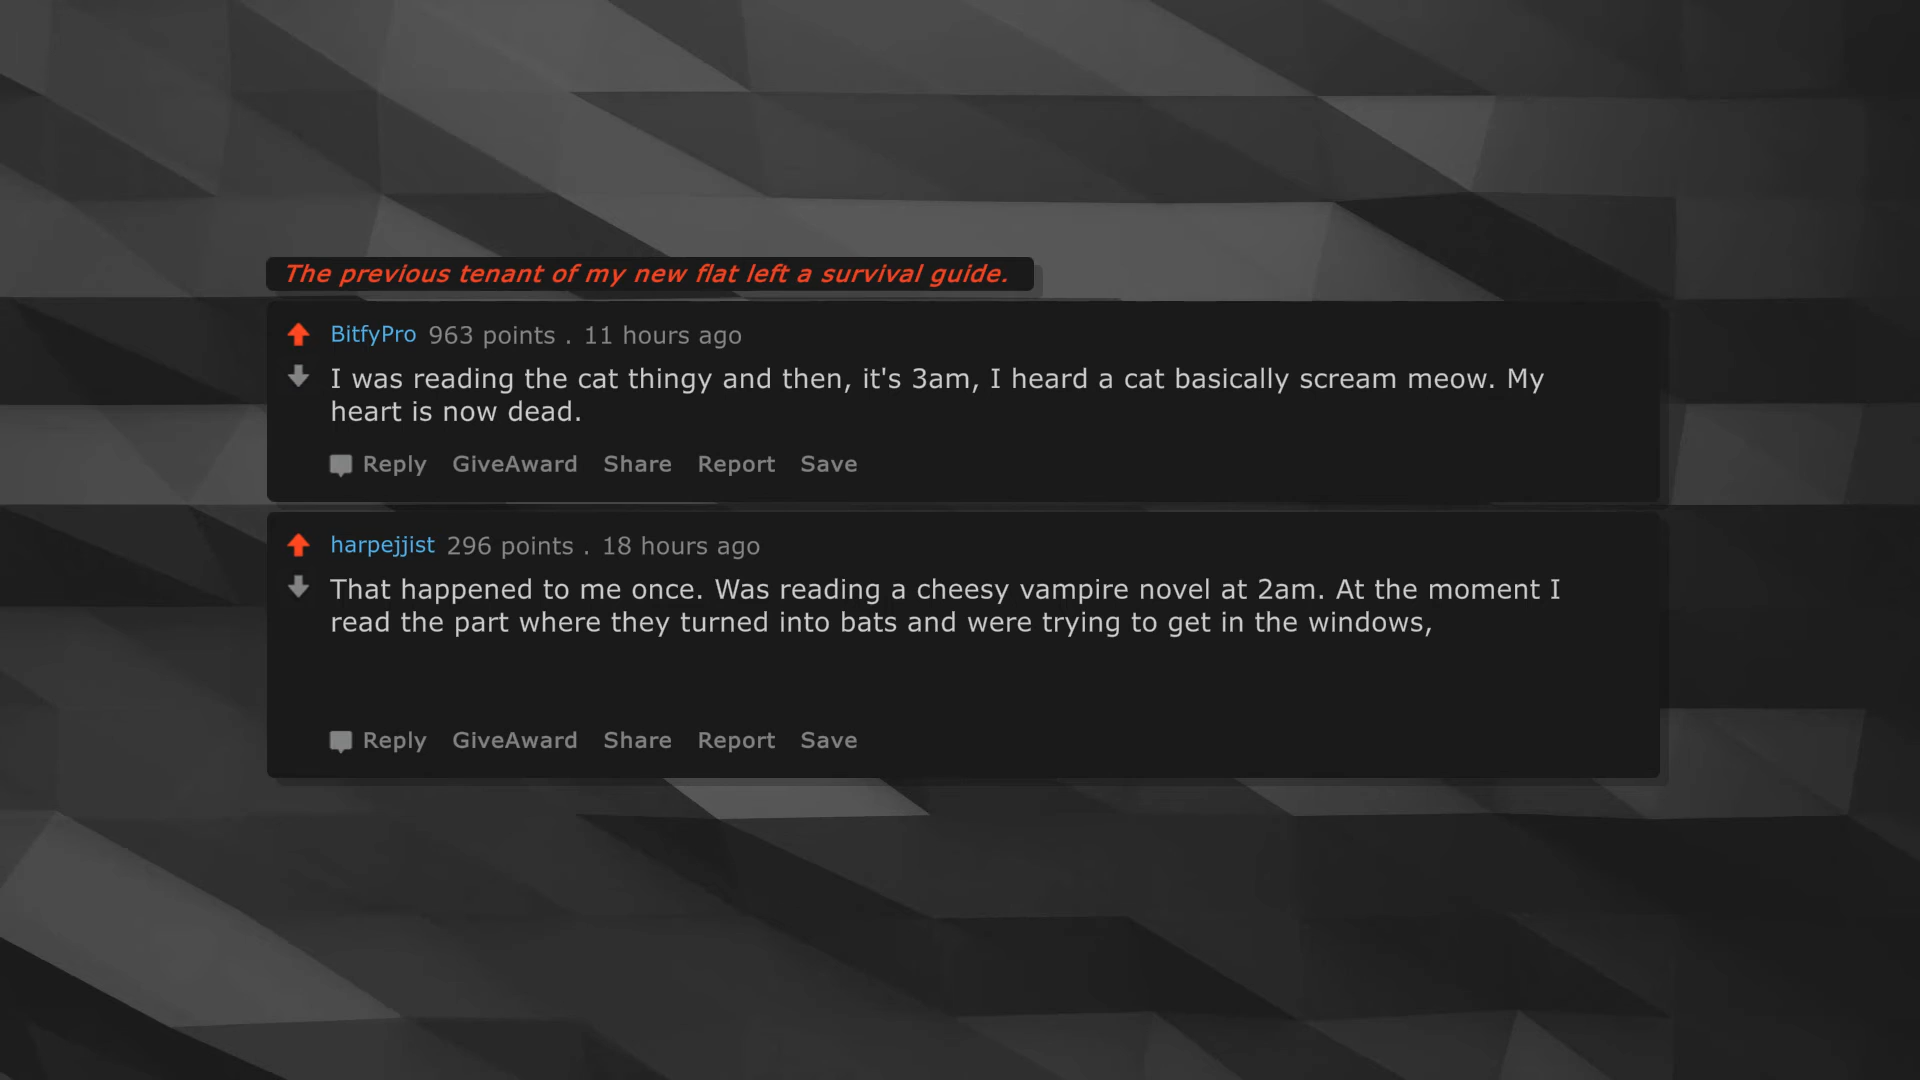 The previous tenant of my new flat left a survival guide.
BitfyPro 963 points . 11 hours ago
I was reading the cat thingy and then, it's 3am, I heard a cat basically scream meow. My
heart is now dead.
Reply GiveAward Share Report Save
harpejjist 296 points . 18 hours ago
That happened to me once. Was reading a cheesy vampire novel at 2am. At the moment I
read the part where they turned into bats and were trying to get in the windows,
Reply GiveAward Share Report Save